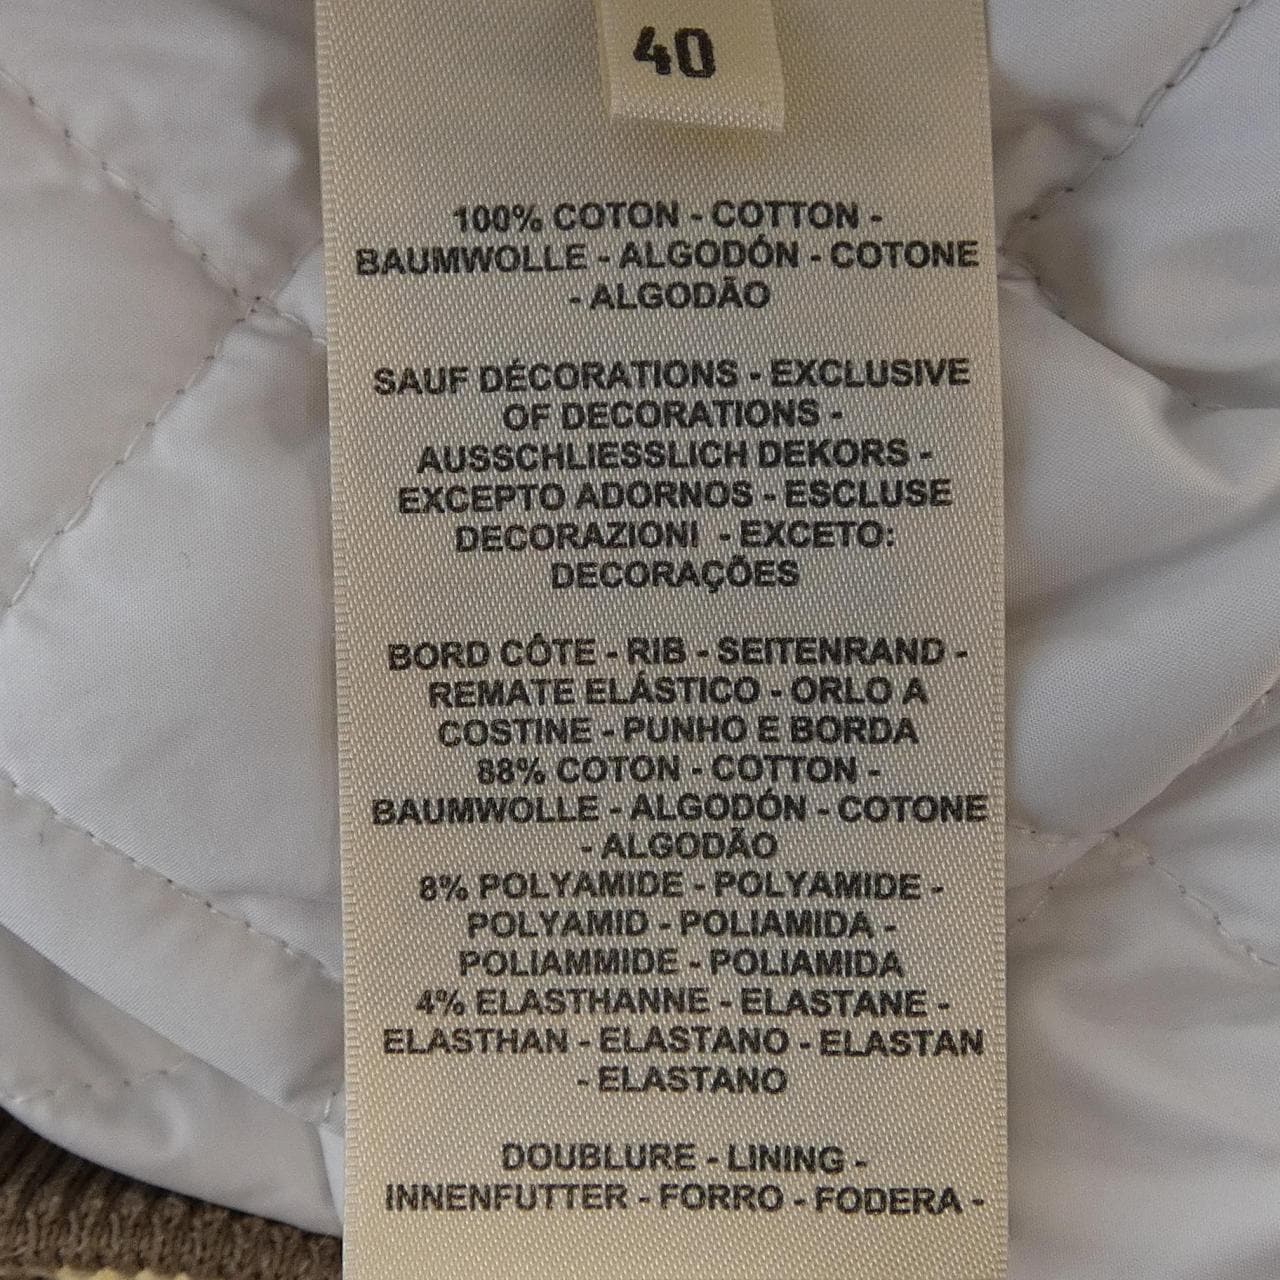 40
100% COTON - COTTON -
BAUMWOLLE - ALGODÓN - COTONE
- ALGODÃO
SAUF DÉCORATIONS - EXCLUSIVE
OF DECORATIONS -
AUSSCHLIESSLICH DEKORS -
EXCEPTO ADORNOS - ESCLUSE
DECORAZIONI - EXCETO:
DECORAÇÕES
BORD CÔTE - RIB - SEITENRAND -
REMATE ELÁSTICO - ORLO A
COSTINE - PUNHO E BORDA
88% COTON - COTTON -
BAUMWOLLE - ALGODÓN - COTONE
- ALGODÃO
8% POLYAMIDE - POLYAMIDE -
POLYAMID - POLIAMIDA -
POLIAMMIDE - POLIAMIDA
4% ELASTHANNE - ELASTANE -
ELASTHAN - ELASTANO - ELASTAN
- ELASTANO
DOUBLURE - LINING -
INNENFUTTER - FORRO - FODERA -